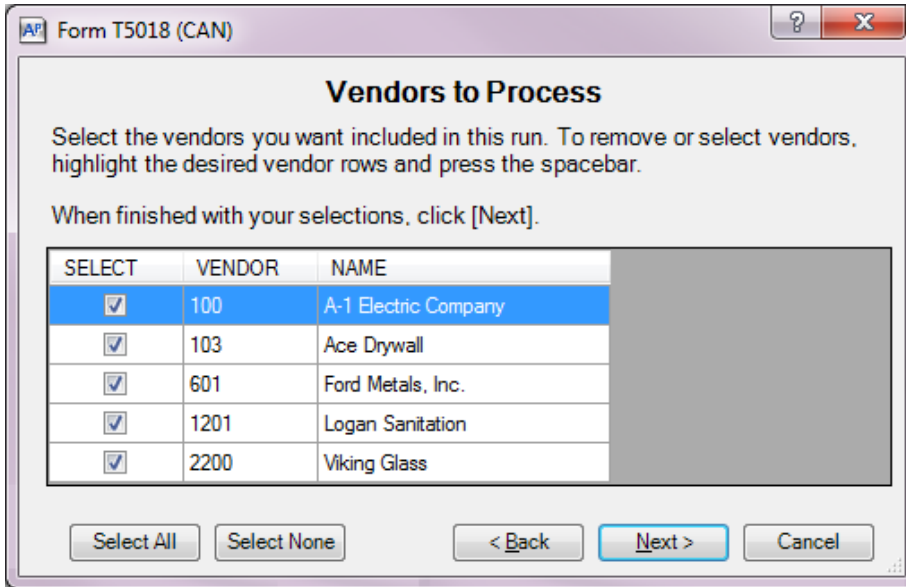 AP Form T5018 (CAN)
Vendors to Process
Select the vendors you want included in this run. To remove or select vendors,
highlight the desired vendor rows and press the spacebar.
When finished with your selections, click [Next].
SELECT VENDOR NAME
100 A-1 Electric Company
103 Ace Drywall
601 Ford Metals, Inc.
1201 Logan Sanitation
2200 Viking Glass
Select All Select None < Back Next > Cancel